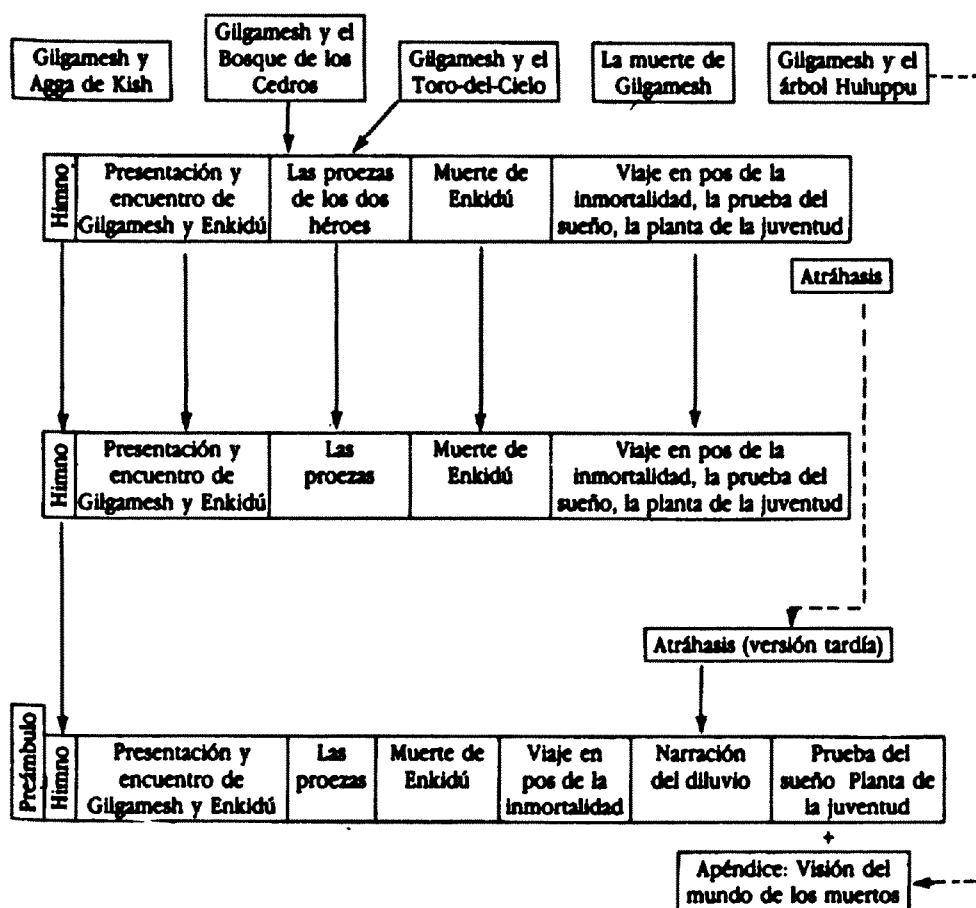 Gilgamesh y
Agga de Kish
Gilgamesh y el
Bosque de los
Cedros
Gilgamesh y el
Toro-del-Cielo
La muerte de
Gilgamesh
Gilgamesh y el
árbol Huluppu
Himno
Presentación y
encuentro de
Gilgamesh y Enkidú
Las proezas
de los dos
héroes
Muerte de
Enkidú
Viaje en pos de la
inmortalidad, la prueba del
sueño, la planta de la juventud
Atráhasis
Himno
Presentación y
encuentro de
Gilgamesh y Enkidú
Las
proezas
Muerte de
Enkidú
Viaje en pos de la
inmortalidad, la prueba del
sueño, la planta de la juventud
Atráhasis (versión tardía)
Preámbulo
Himno
Presentación y
encuentro de
Gilgamesh y Enkidú
Las
proezas
Muerte de
Enkidú
Viaje en
pos de la
inmortalidad
Narración
del diluvio
Prueba del
sueño Planta de
la juventud
+
Apéndice: Visión del
mundo de los muertos